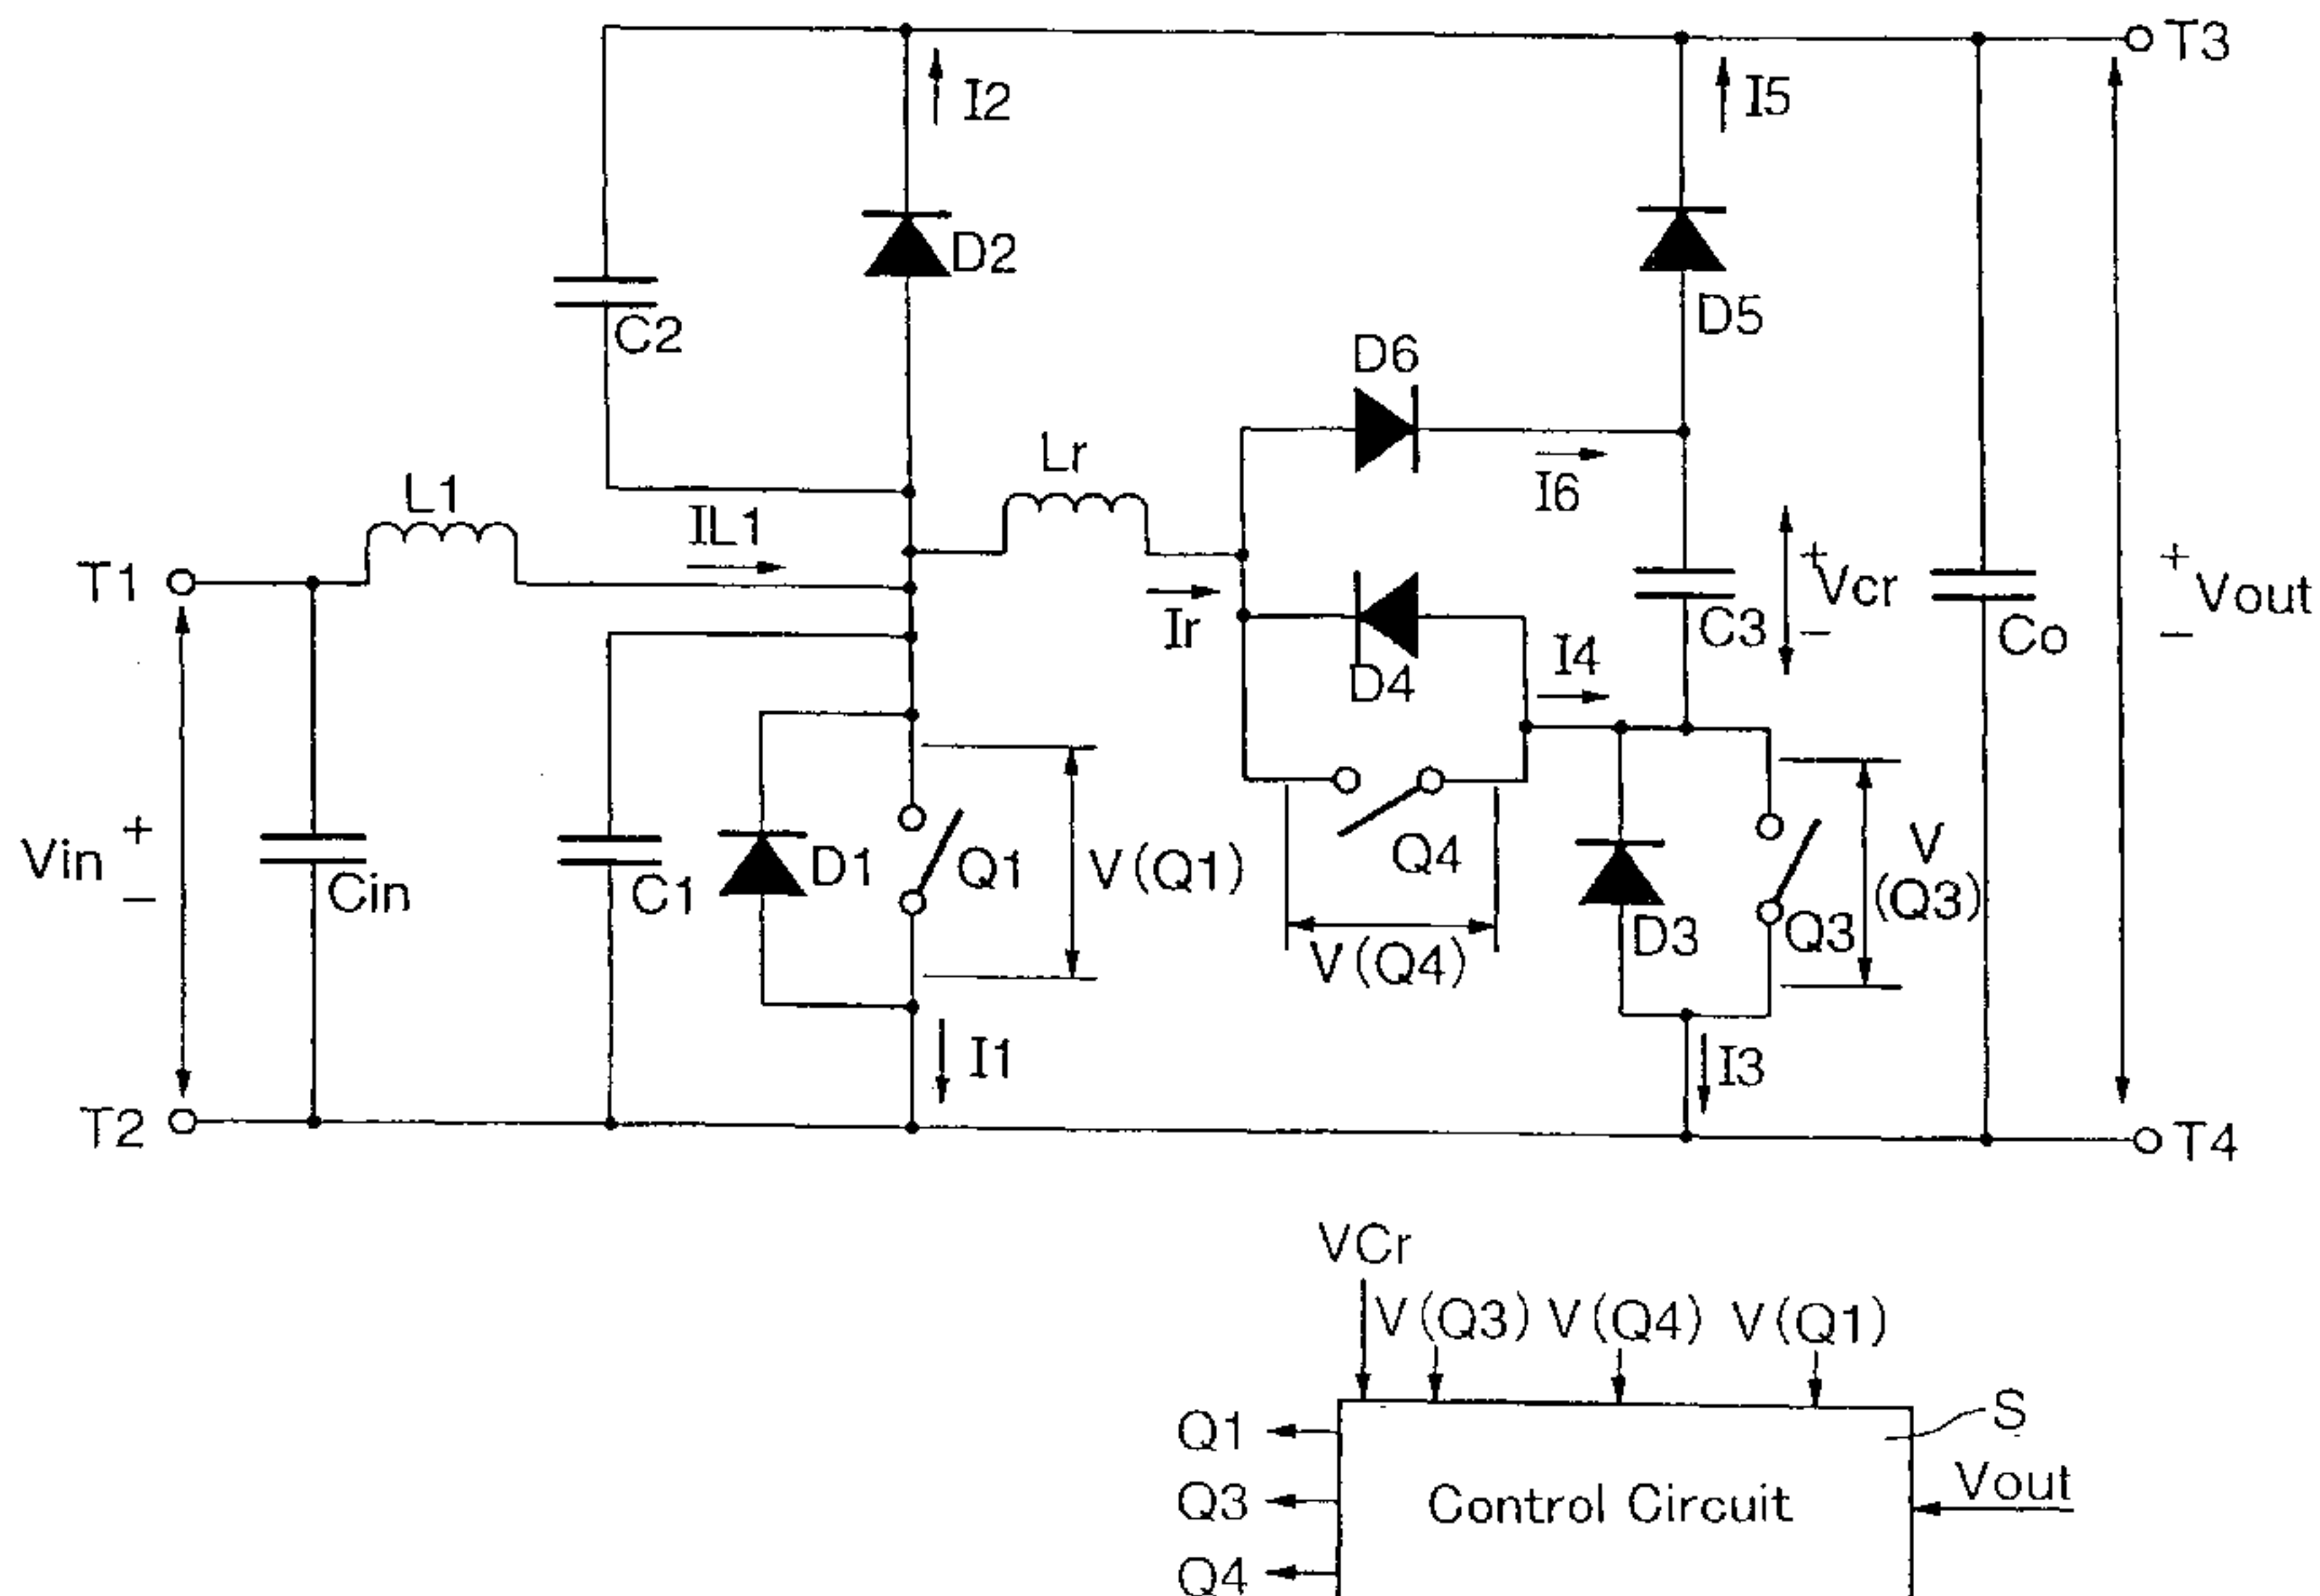 T3
I2
I5
D2
D5
C2
D6
Lr
L1
IL1
I6
+
Vcr
−
+
Vout
−
T1
Ir
C3
Co
I4
D4
Vin
+
−
Cin
C1
D1
Q1
V(Q1)
Q4
V(Q4)
D3
Q3
V
(Q3)
I1
I3
T2
T4
VCr
V(Q3) V(Q4) V(Q1)
Q1
S
Vout
Q3
Control Circuit
Q4